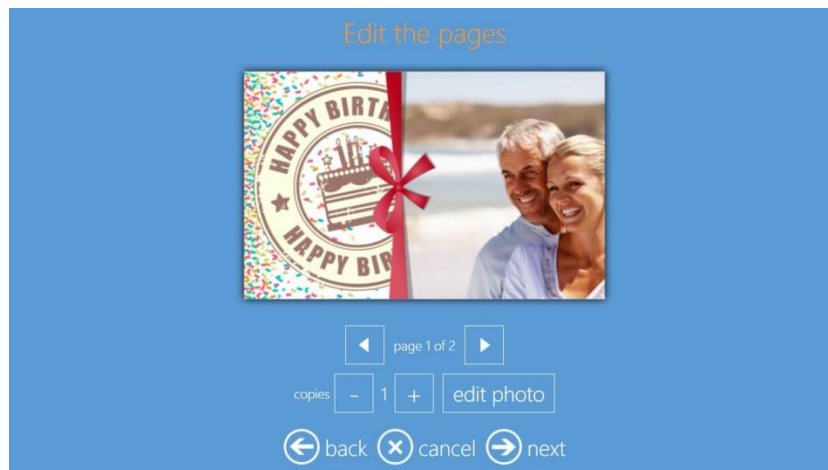 Edit the pages
HAPPY BIRTH
HAPPY BIR
page 1 of 2
copies - 1 + edit photo
back cancel next